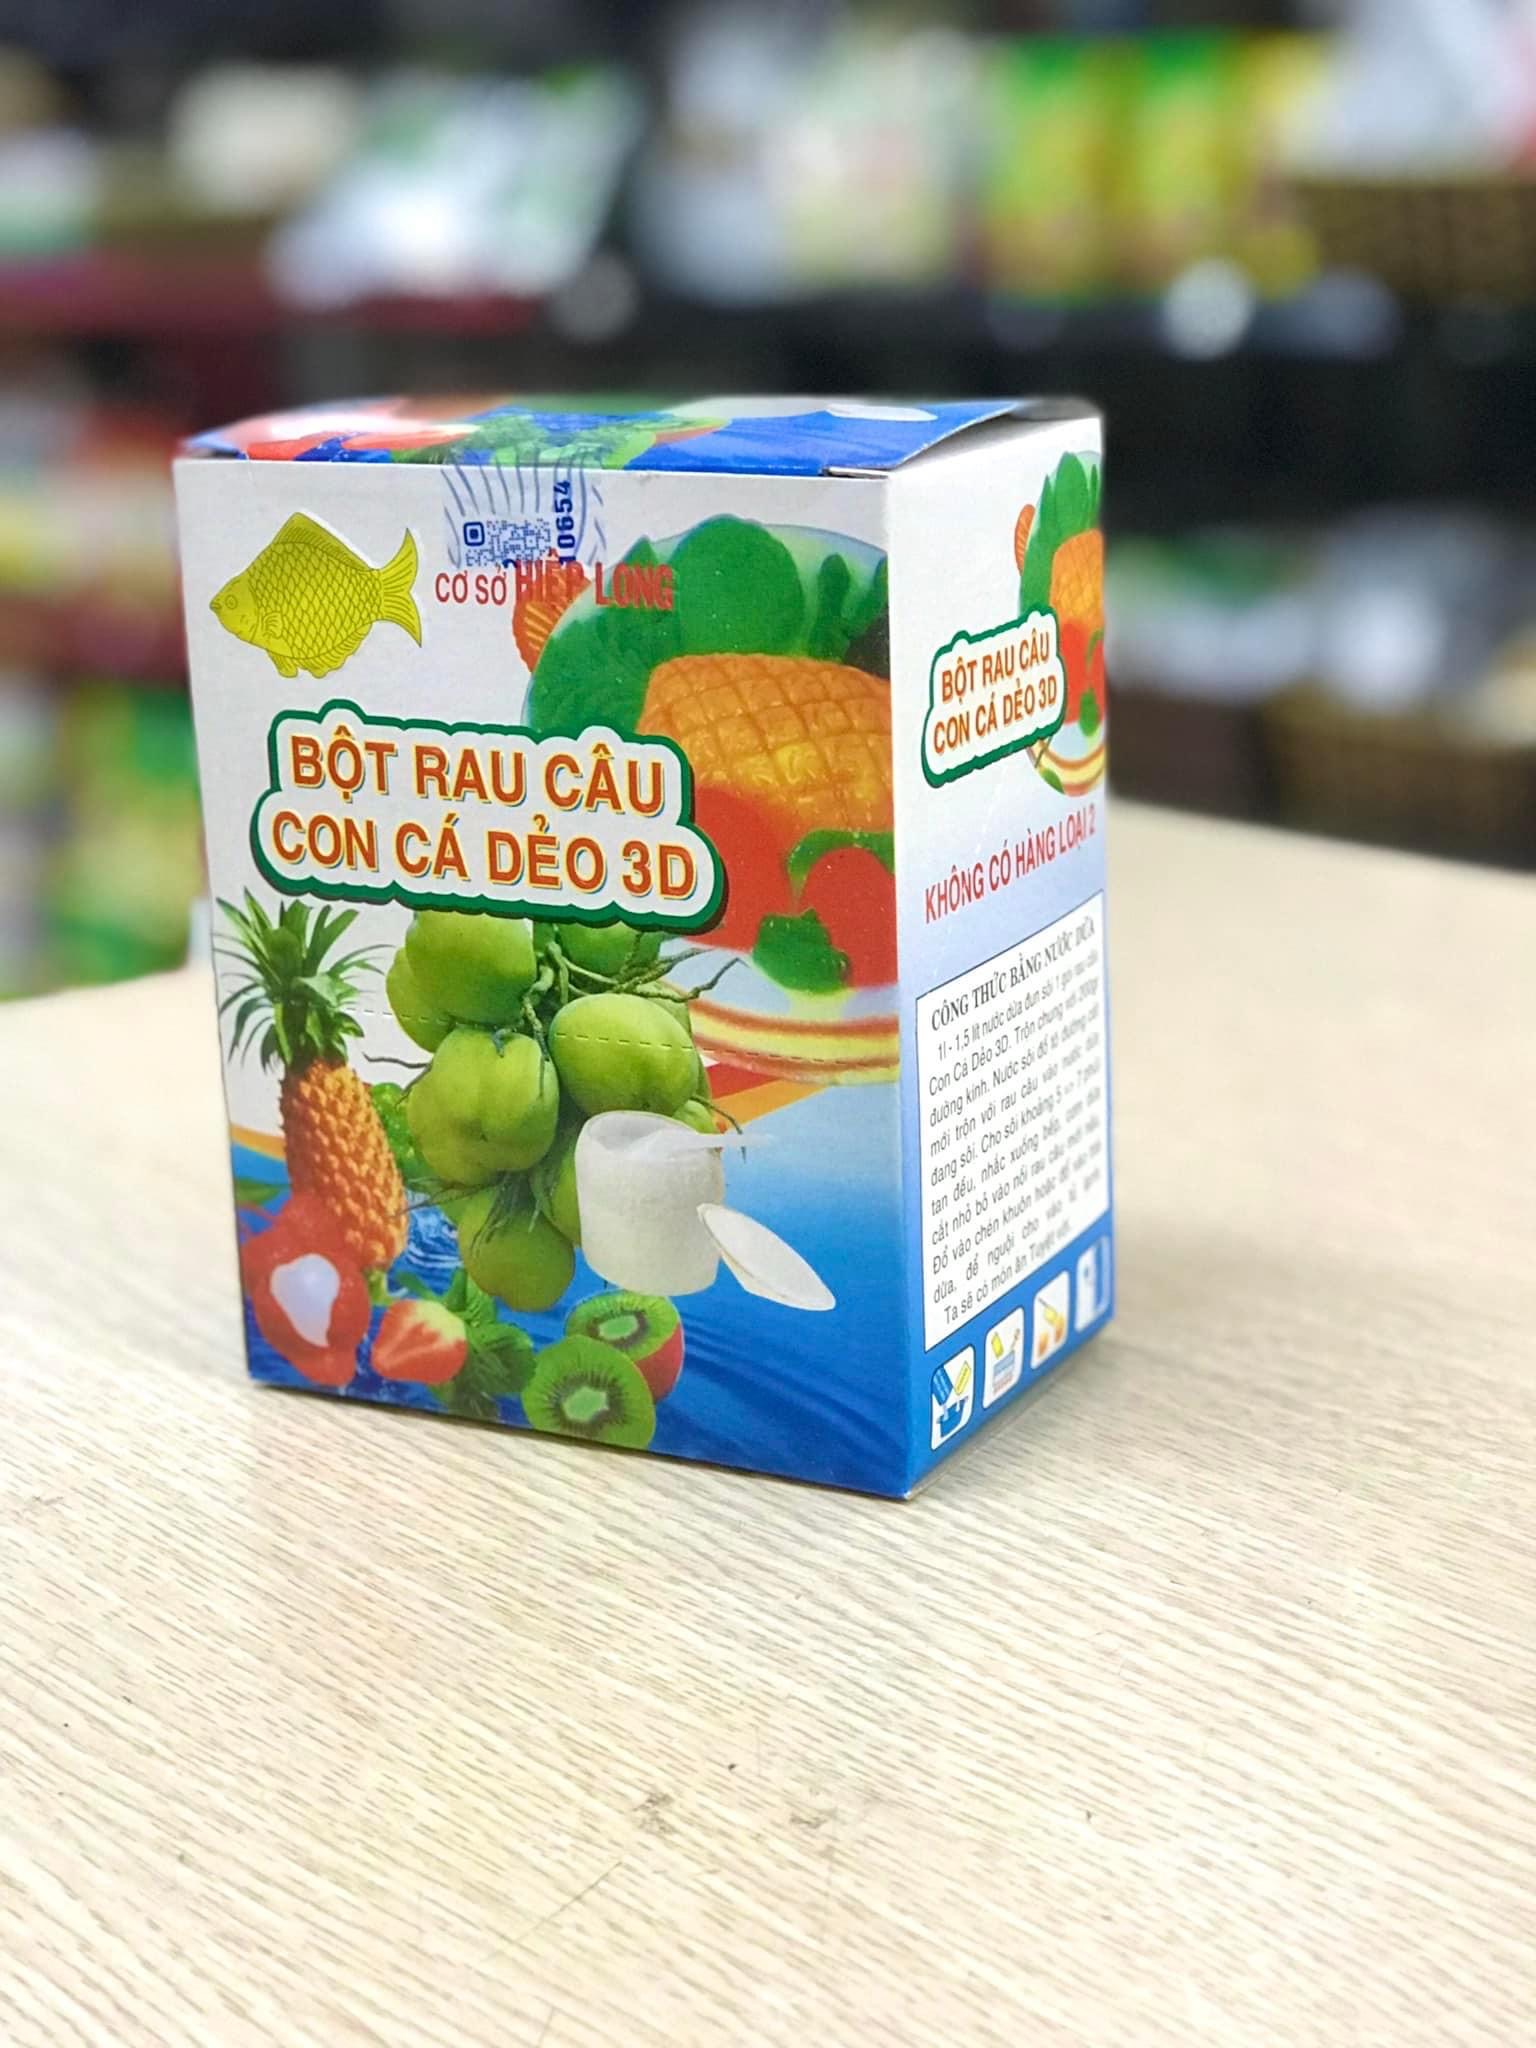 10654
CƠ SỞ HIỆP LONG
BỘT RAU CÂU
CON CÁ DẺO 3D
BỘT RAU CÂU
CON CÁ DẺO 3D
KHÔNG CÓ HÀNG LOẠI 2
CÔNG THỨC BẰNG NƯỚC DỪA
1l - 1,5 lít nước dừa đun sôi 1 gói rau câu
Con Cá Dẻo 3D. Trộn chung với 200gr
đường kính. Nước sôi đổ từ đường cát
mới trộn với rau câu vào nước dừa
đang sôi. Cho sôi khoảng 5 7 phút
tan đều, nhắc xuống bếp, cơm dừa
cắt nhỏ bỏ vào nồi rau câu mới nấu.
Đổ vào chén khuôn hoặc đổ vào trái
dừa, để nguội cho vào tủ lạnh.
Ta sẽ có món ăn Tuyệt vời.